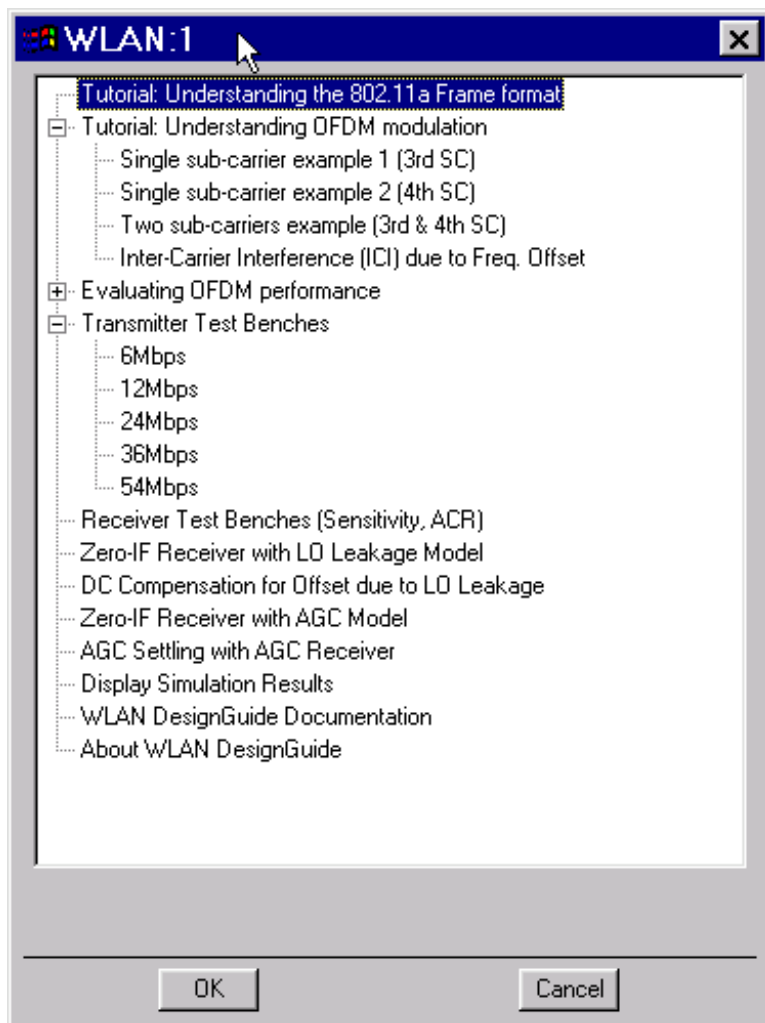 WLAN:1
Tutorial: Understanding the 802.11a Frame format
Tutorial: Understanding OFDM modulation
Single sub-carrier example 1 (3rd SC)
Single sub-carrier example 2 (4th SC)
Two sub-carriers example (3rd & 4th SC)
Inter-Carrier Interference (ICI) due to Freq. Offset
Evaluating OFDM performance
Transmitter Test Benches
6Mbps
12Mbps
24Mbps
36Mbps
54Mbps
Receiver Test Benches (Sensitivity, ACR)
Zero-IF Receiver with LO Leakage Model
DC Compensation for Offset due to LO Leakage
Zero-IF Receiver with AGC Model
AGC Settling with AGC Receiver
Display Simulation Results
WLAN DesignGuide Documentation
About WLAN DesignGuide
OK Cancel